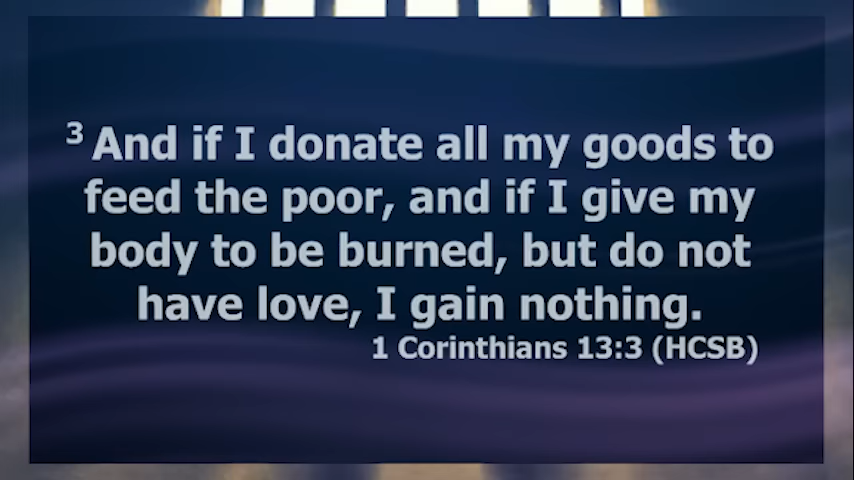 ³ And if I donate all my goods to
feed the poor, and if I give my
body to be burned, but do not
have love, I gain nothing.
1 Corinthians 13:3 (HCSB)